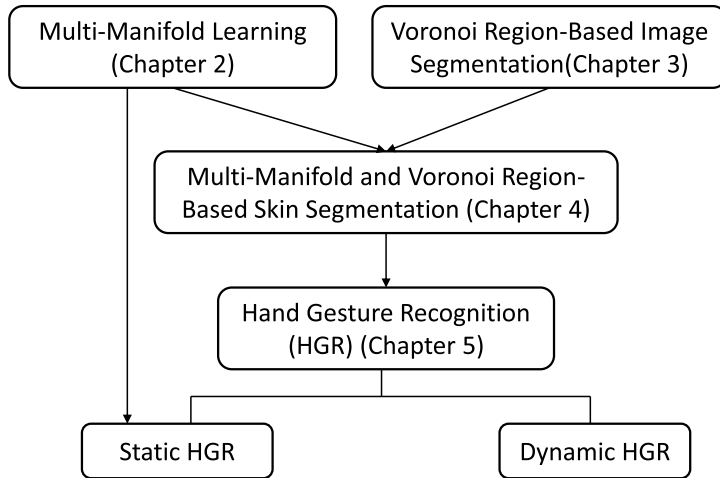 Multi-Manifold Learning
(Chapter 2)
Voronoi Region-Based Image
Segmentation(Chapter 3)
Multi-Manifold and Voronoi Region-
Based Skin Segmentation (Chapter 4)
Hand Gesture Recognition
(HGR) (Chapter 5)
Static HGR
Dynamic HGR